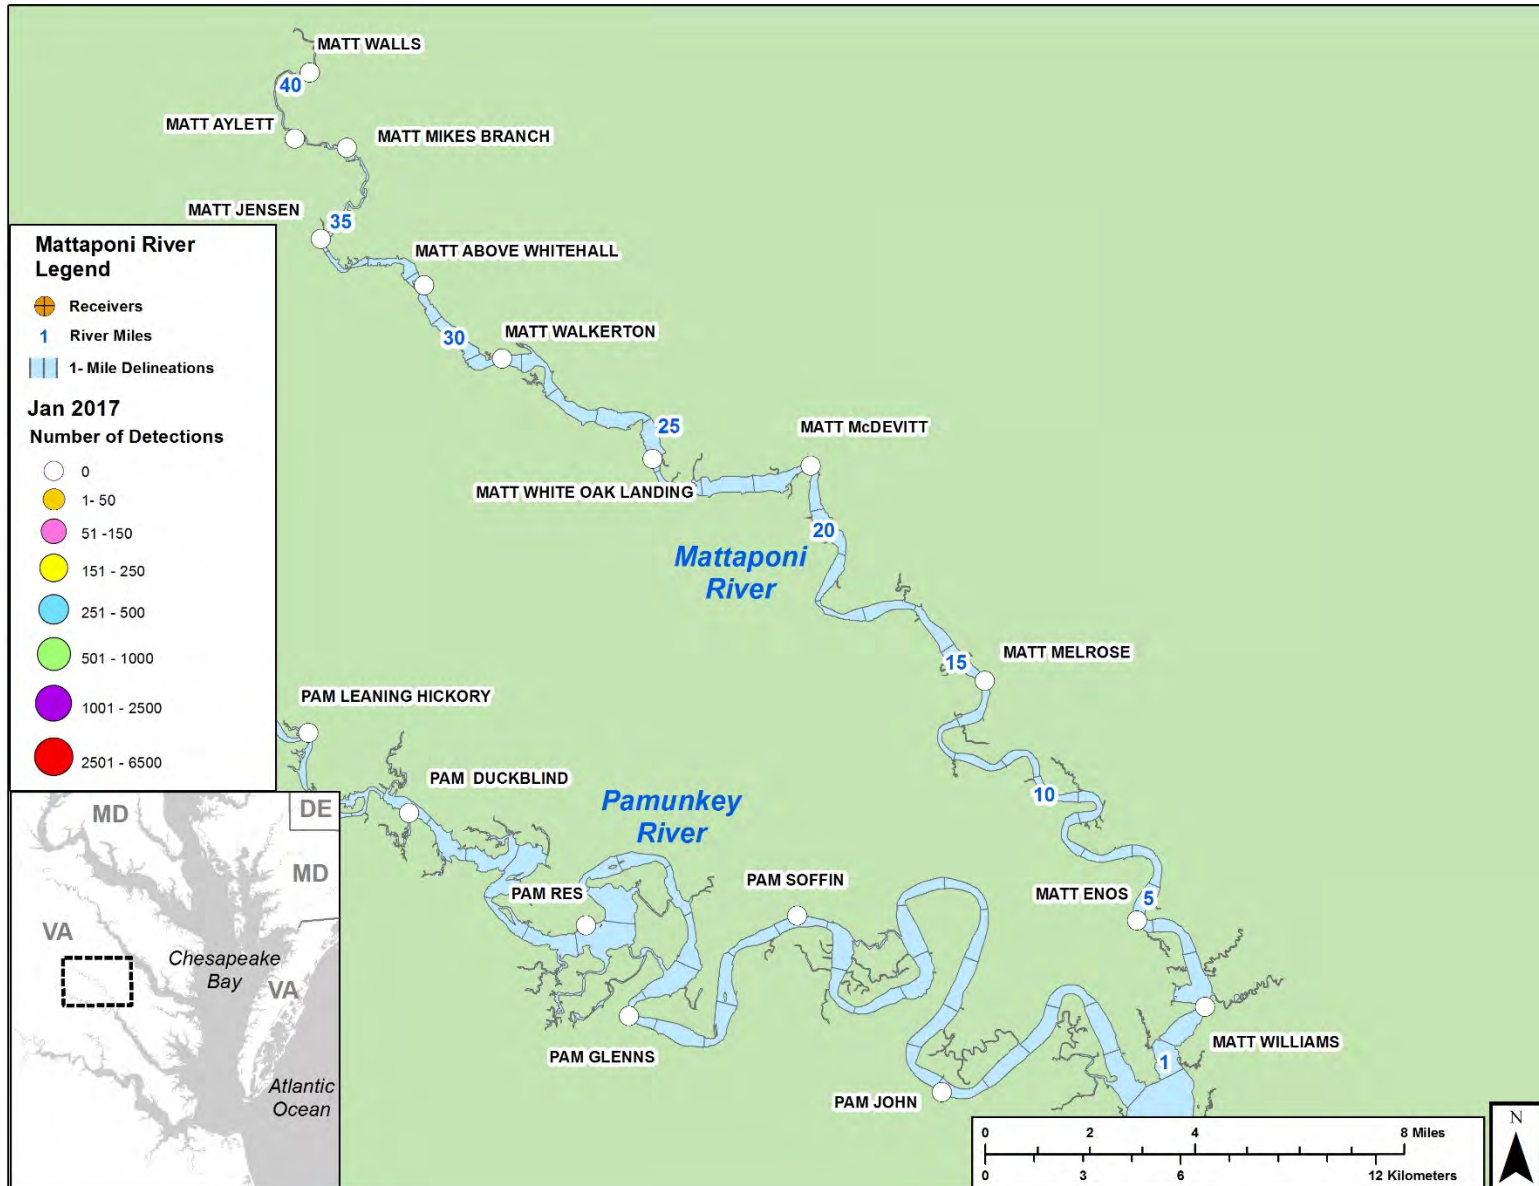 MATT WALLS
40
MATT AYLETT
MATT MIKES BRANCH
MATT JENSEN
35
MATT ABOVE WHITEHALL
30
MATT WALKERTON
25
MATT McDEVITT
MATT WHITE OAK LANDING
20
Mattaponi
River
15
MATT MELROSE
10
MATT ENOS
5
MATT WILLIAMS
1
PAM LEANING HICKORY
PAM DUCKBLIND
Pamunkey
River
PAM RES
PAM SOFFIN
PAM GLENNS
PAM JOHN
Mattaponi River
Legend
Receivers
1 River Miles
1- Mile Delineations
Jan 2017
Number of Detections
0
1- 50
51 -150
151 - 250
251 - 500
501 - 1000
1001 - 2500
2501 - 6500
MD
DE
MD
VA
Chesapeake
Bay
VA
Atlantic
Ocean
0 2 4 8 Miles
0 3 6 12 Kilometers
N